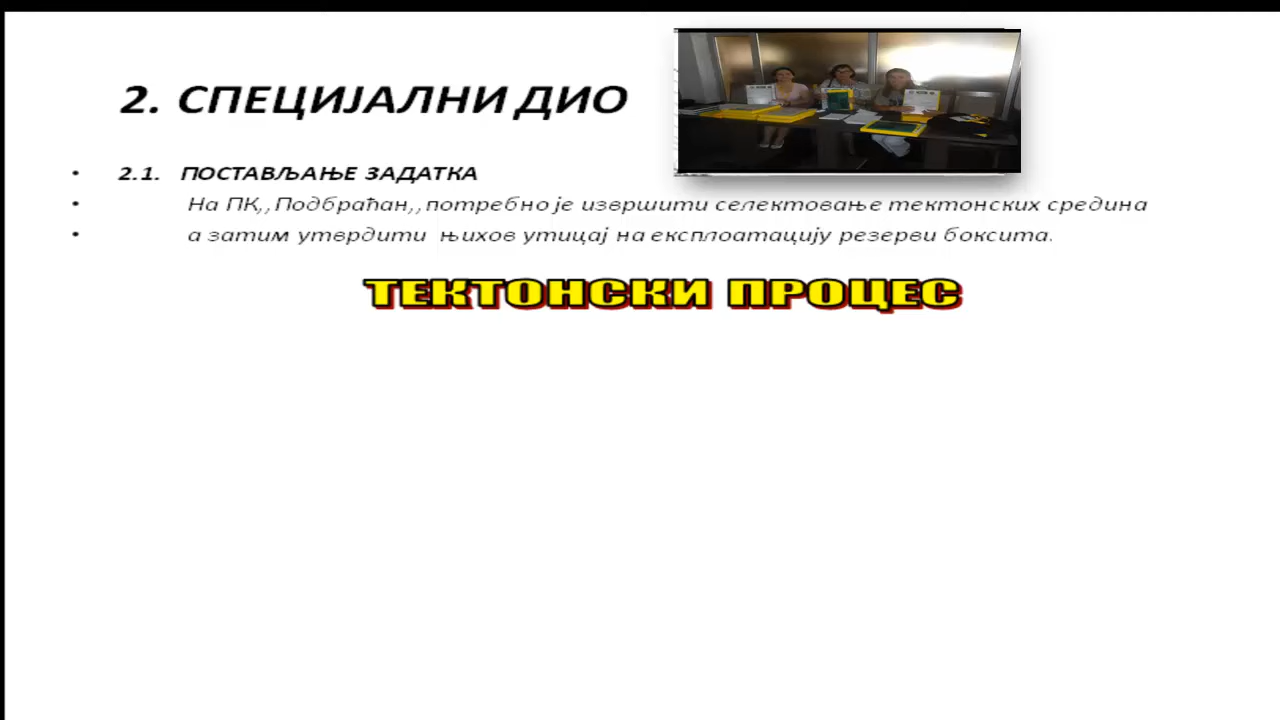 2. СПЕЦИЈАЛНИ ДИО
• 2.1. ПОСТАВЉАЊЕ ЗАДАТКА
• На ПК,,Подбраћан,,потребно је извршити селектовање тектонских средина
• а затим утврдити њихов утицај на експлоатацију резерви боксита.
ТЕКТОНСКИ ПРОЦЕС